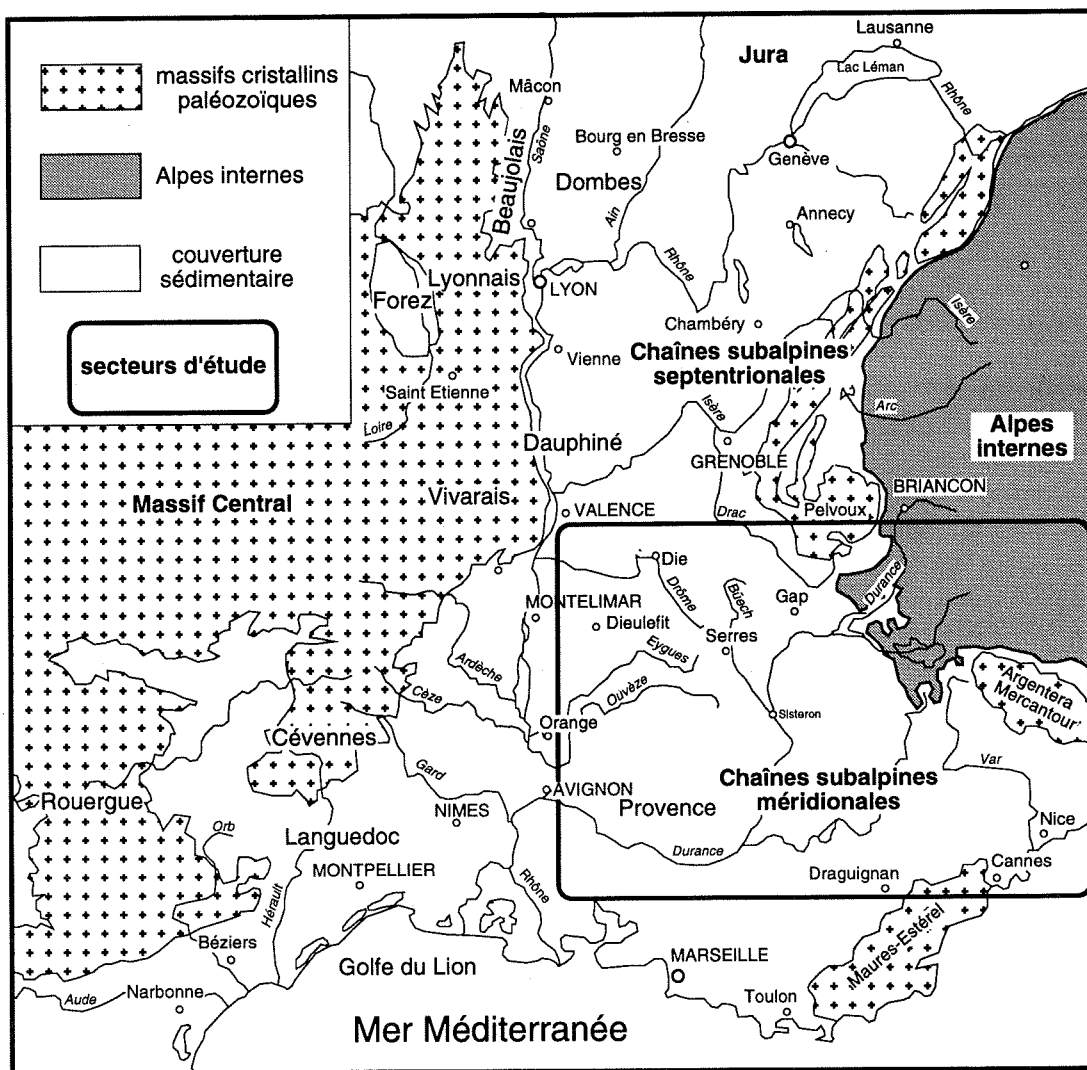 massifs cristallins
paléozoïques
Alpes internes
couverture
sédimentaire
secteurs d'étude
Lausanne
Jura
Lac Léman
Rhône
Mâcon
Bourg en Bresse
Genève
Beaujolais
Saône
Dombes
Ain
Annecy
Rhône
Lyonnais
LYON
Forez
Isère
Chambéry
Vienne
Chaînes subalpines
septentrionales
Saint Etienne
Loire
Isère
Arc
Dauphiné
Alpes
internes
GRENOBLE
Massif Central
Vivarais
VALENCE
Drac
Pelvoux
BRIANCON
Die
Durance
Drôme
Büech
Gap
MONTELIMAR
Dieulefit
Serres
Eygues
Ardèche
Ouvèze
Cèze
Argentera
Mercantour'
Orange
Sisteron
Cévennes
Gard
Var
AVIGNON
Chaînes subalpines
méridionales
Rouergue
NIMES
Provence
Orb
Languedoc
Nice
Durance
MONTPELLIER
Draguignan
Cannes
Hérault
Rhône
Béziers
Maures-Estérel
Golfe du Lion
MARSEILLE
Aude
Narbonne
Toulon
Mer Méditerranée